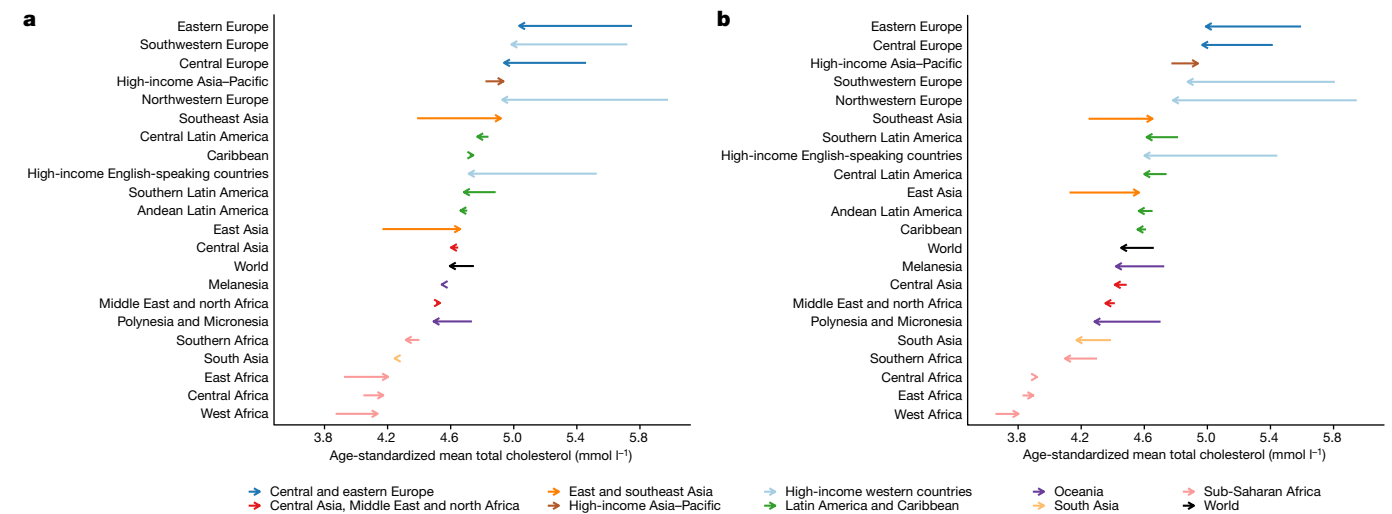 a
Eastern Europe
Southwestern Europe
Central Europe
High-income Asia–Pacific
Northwestern Europe
Southeast Asia
Central Latin America
Caribbean
High-income English-speaking countries
Southern Latin America
Andean Latin America
East Asia
Central Asia
World
Melanesia
Middle East and north Africa
Polynesia and Micronesia
Southern Africa
South Asia
East Africa
Central Africa
West Africa
3.8 4.2 4.6 5.0 5.4 5.8
Age-standardized mean total cholesterol (mmol l⁻¹)
b
Eastern Europe
Central Europe
High-income Asia–Pacific
Southwestern Europe
Northwestern Europe
Southeast Asia
Southern Latin America
High-income English-speaking countries
Central Latin America
East Asia
Andean Latin America
Caribbean
World
Melanesia
Central Asia
Middle East and north Africa
Polynesia and Micronesia
South Asia
Southern Africa
Central Africa
East Africa
West Africa
3.8 4.2 4.6 5.0 5.4 5.8
Age-standardized mean total cholesterol (mmol l⁻¹)
Central and eastern Europe East and southeast Asia High-income western countries Oceania Sub-Saharan Africa
Central Asia, Middle East and north Africa High-income Asia–Pacific Latin America and Caribbean South Asia World